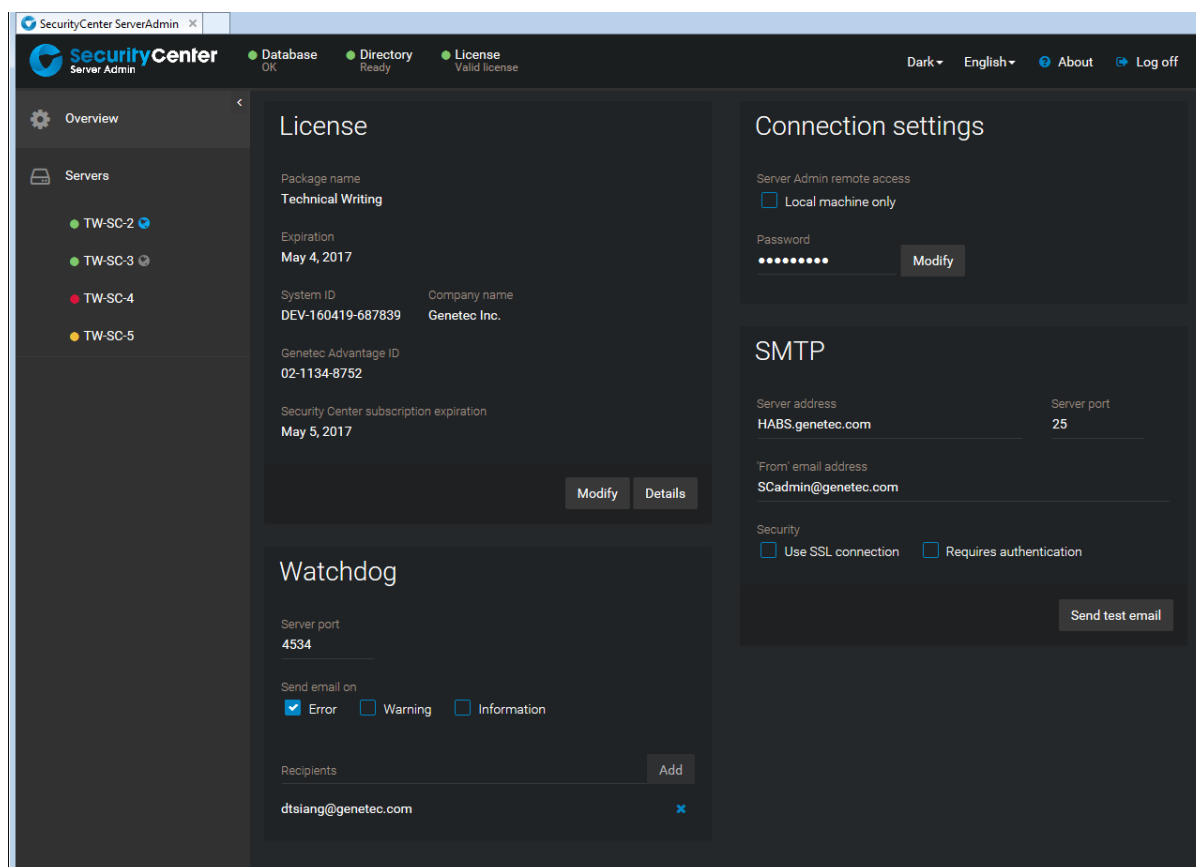 SecurityCenter ServerAdmin
SecurityCenter
Server Admin
Database
OK
Directory
Ready
License
Valid license
Dark
English
About
Log off
Overview
Servers
TW-SC-2
TW-SC-3
TW-SC-4
TW-SC-5
License
Package name
Technical Writing
Expiration
May 4, 2017
System ID Company name
DEV-160419-687839 Genetec Inc.
Genetec Advantage ID
02-1134-8752
Security Center subscription expiration
May 5, 2017
Modify Details
Watchdog
Server port
4534
Send email on
Error Warning Information
Recipients Add
dtsiang@genetec.com
Connection settings
Server Admin remote access
Local machine only
Password
Modify
SMTP
Server address Server port
HABS.genetec.com 25
'From' email address
SCadmin@genetec.com
Security
Use SSL connection Requires authentication
Send test email